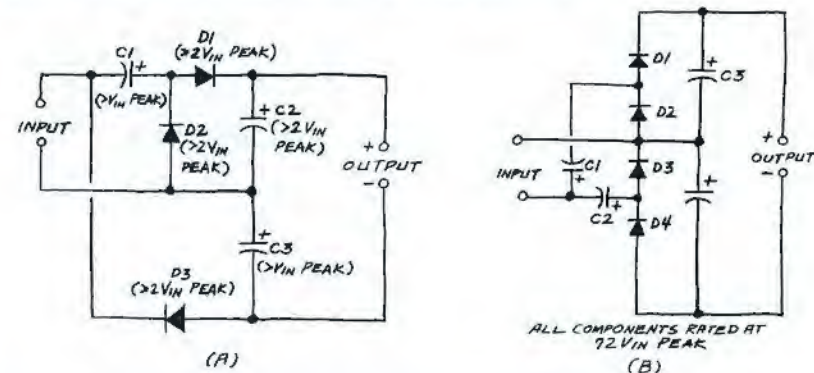 C1
+
(>VIN PEAK)
D1
(>2VIN PEAK)
D2
(>2VIN
PEAK)
+
C2
(>2VIN
PEAK)
INPUT
+
OUTPUT
-
+
C3
(>VIN PEAK)
D3
(>2VIN PEAK)
(A)
D1
+
C3
D2
INPUT
C1
+
D3
C2
+
D4
+
+
OUTPUT
-
ALL COMPONENTS RATED AT
72VIN PEAK
(B)